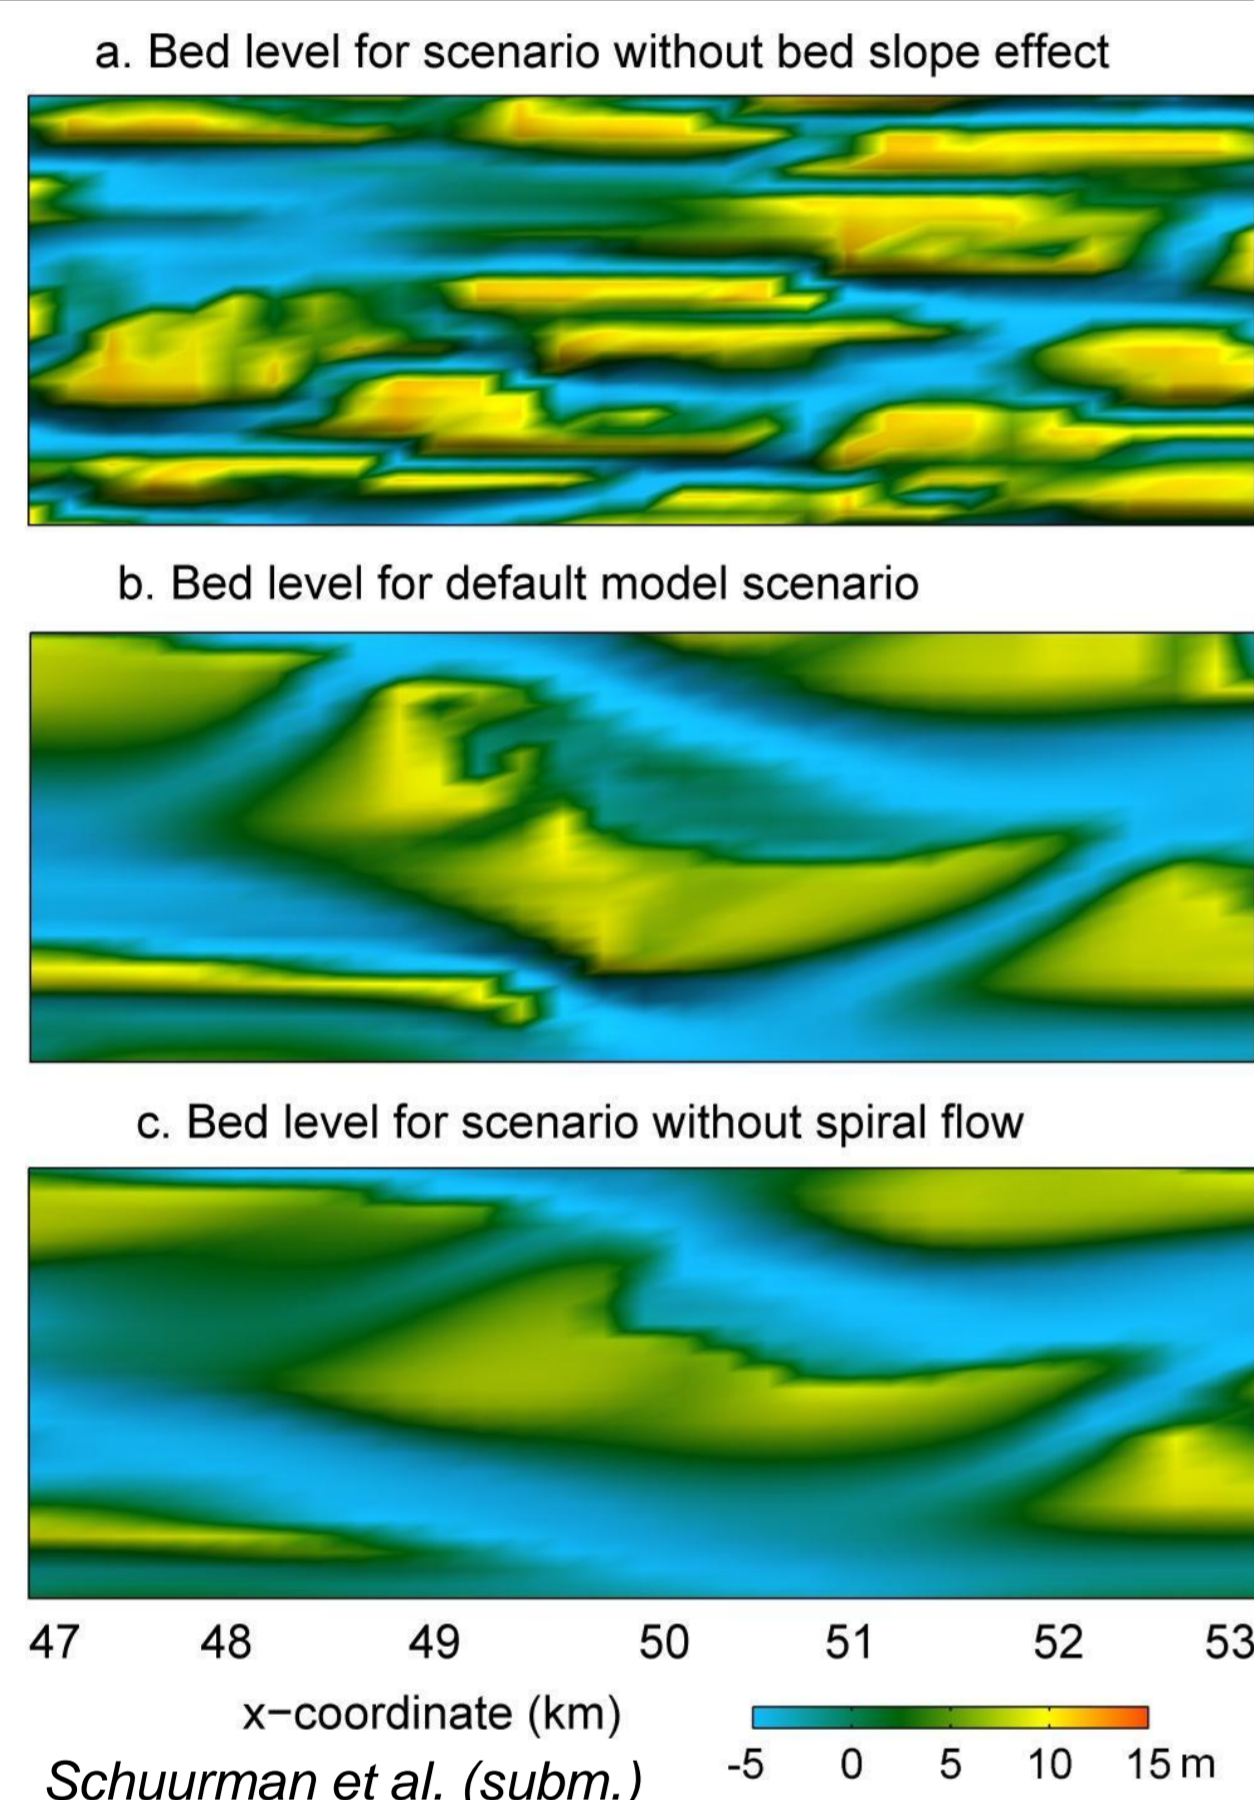 a. Bed level for scenario without bed slope effect
b. Bed level for default model scenario
c. Bed level for scenario without spiral flow
47 48 49 50 51 52 53
x−coordinate (km)
-5 0 5 10 15 m
Schuurman et al. (subm.)